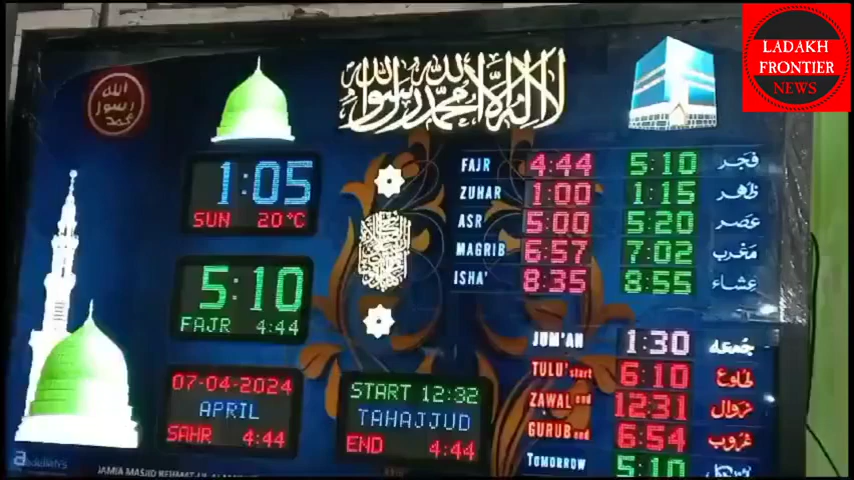 LADAKH
FRONTIER
NEWS
الله
رسول
محمد
لا اله الا الله محمد رسول الله
1:05
SUN 20°C
5:10
FAJR 4:44
07-04-2024
APRIL
SAHR 4:44
START 12:32
TAHAJJUD
END 4:44
FAJR 4:44 5:10 فجر
ZUHAR 1:00 1:15 ظهر
ASR 5:00 5:20 عصر
MAGRIB 6:57 7:02 مغرب
ISHA' 8:35 8:55 عشاء
JUM'AH 1:30 جمعه
TULU' start 6:10 طلوع
ZAWAL end 12:31 زوال
GURUB end 6:54 غروب
TOMORROW 5:10
JAMIA MASJID